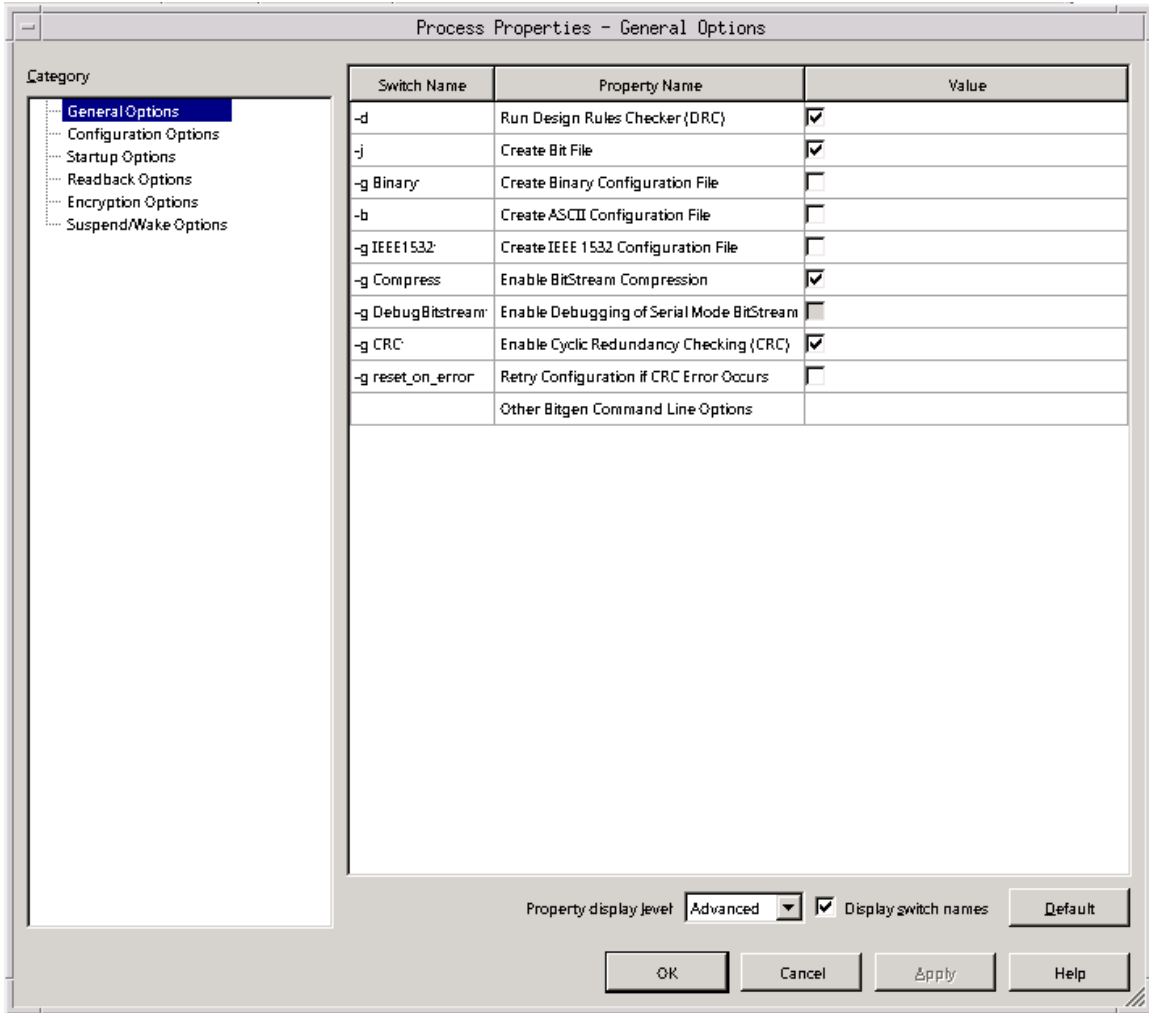 Process Properties - General Options
Category
General Options
Configuration Options
Startup Options
Readback Options
Encryption Options
Suspend/Wake Options
Switch Name Property Name Value
-d Run Design Rules Checker (DRC)
-j Create Bit File
-g Binary: Create Binary Configuration File
-b Create ASCII Configuration File
-g IEEE1532: Create IEEE 1532 Configuration File
-g Compress Enable BitStream Compression
-g DebugBitstream: Enable Debugging of Serial Mode BitStream
-g CRC: Enable Cyclic Redundancy Checking (CRC)
-g reset_on_error Retry Configuration if CRC Error Occurs
Other Bitgen Command Line Options
Property display level: Advanced Display switch names Default
OK Cancel Apply Help